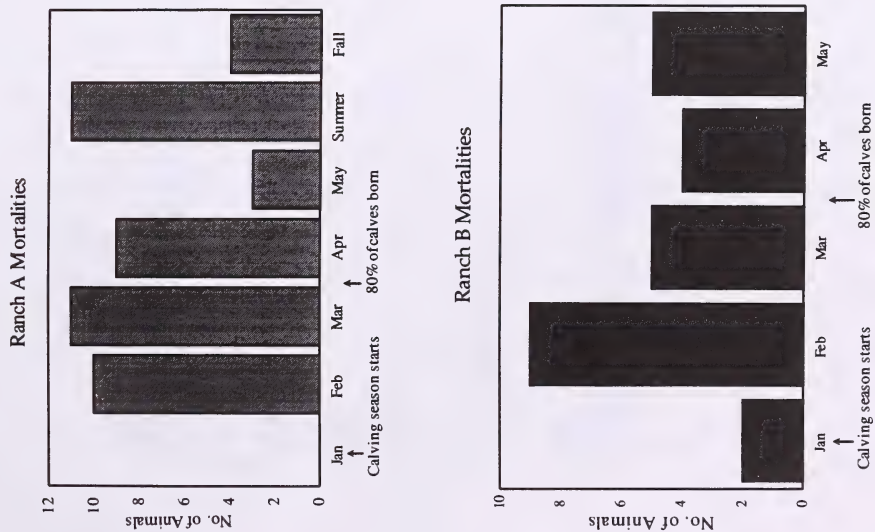 Ranch A Mortalities
No. of Animals
12
10
8
6
4
2
0
Jan Feb Mar Apr May Summer Fall
Calving season starts 80% of calves born
Ranch B Mortalities
No. of Animals
10
8
6
4
2
0
Jan Feb Mar Apr May
Calving season starts 80% of calves born